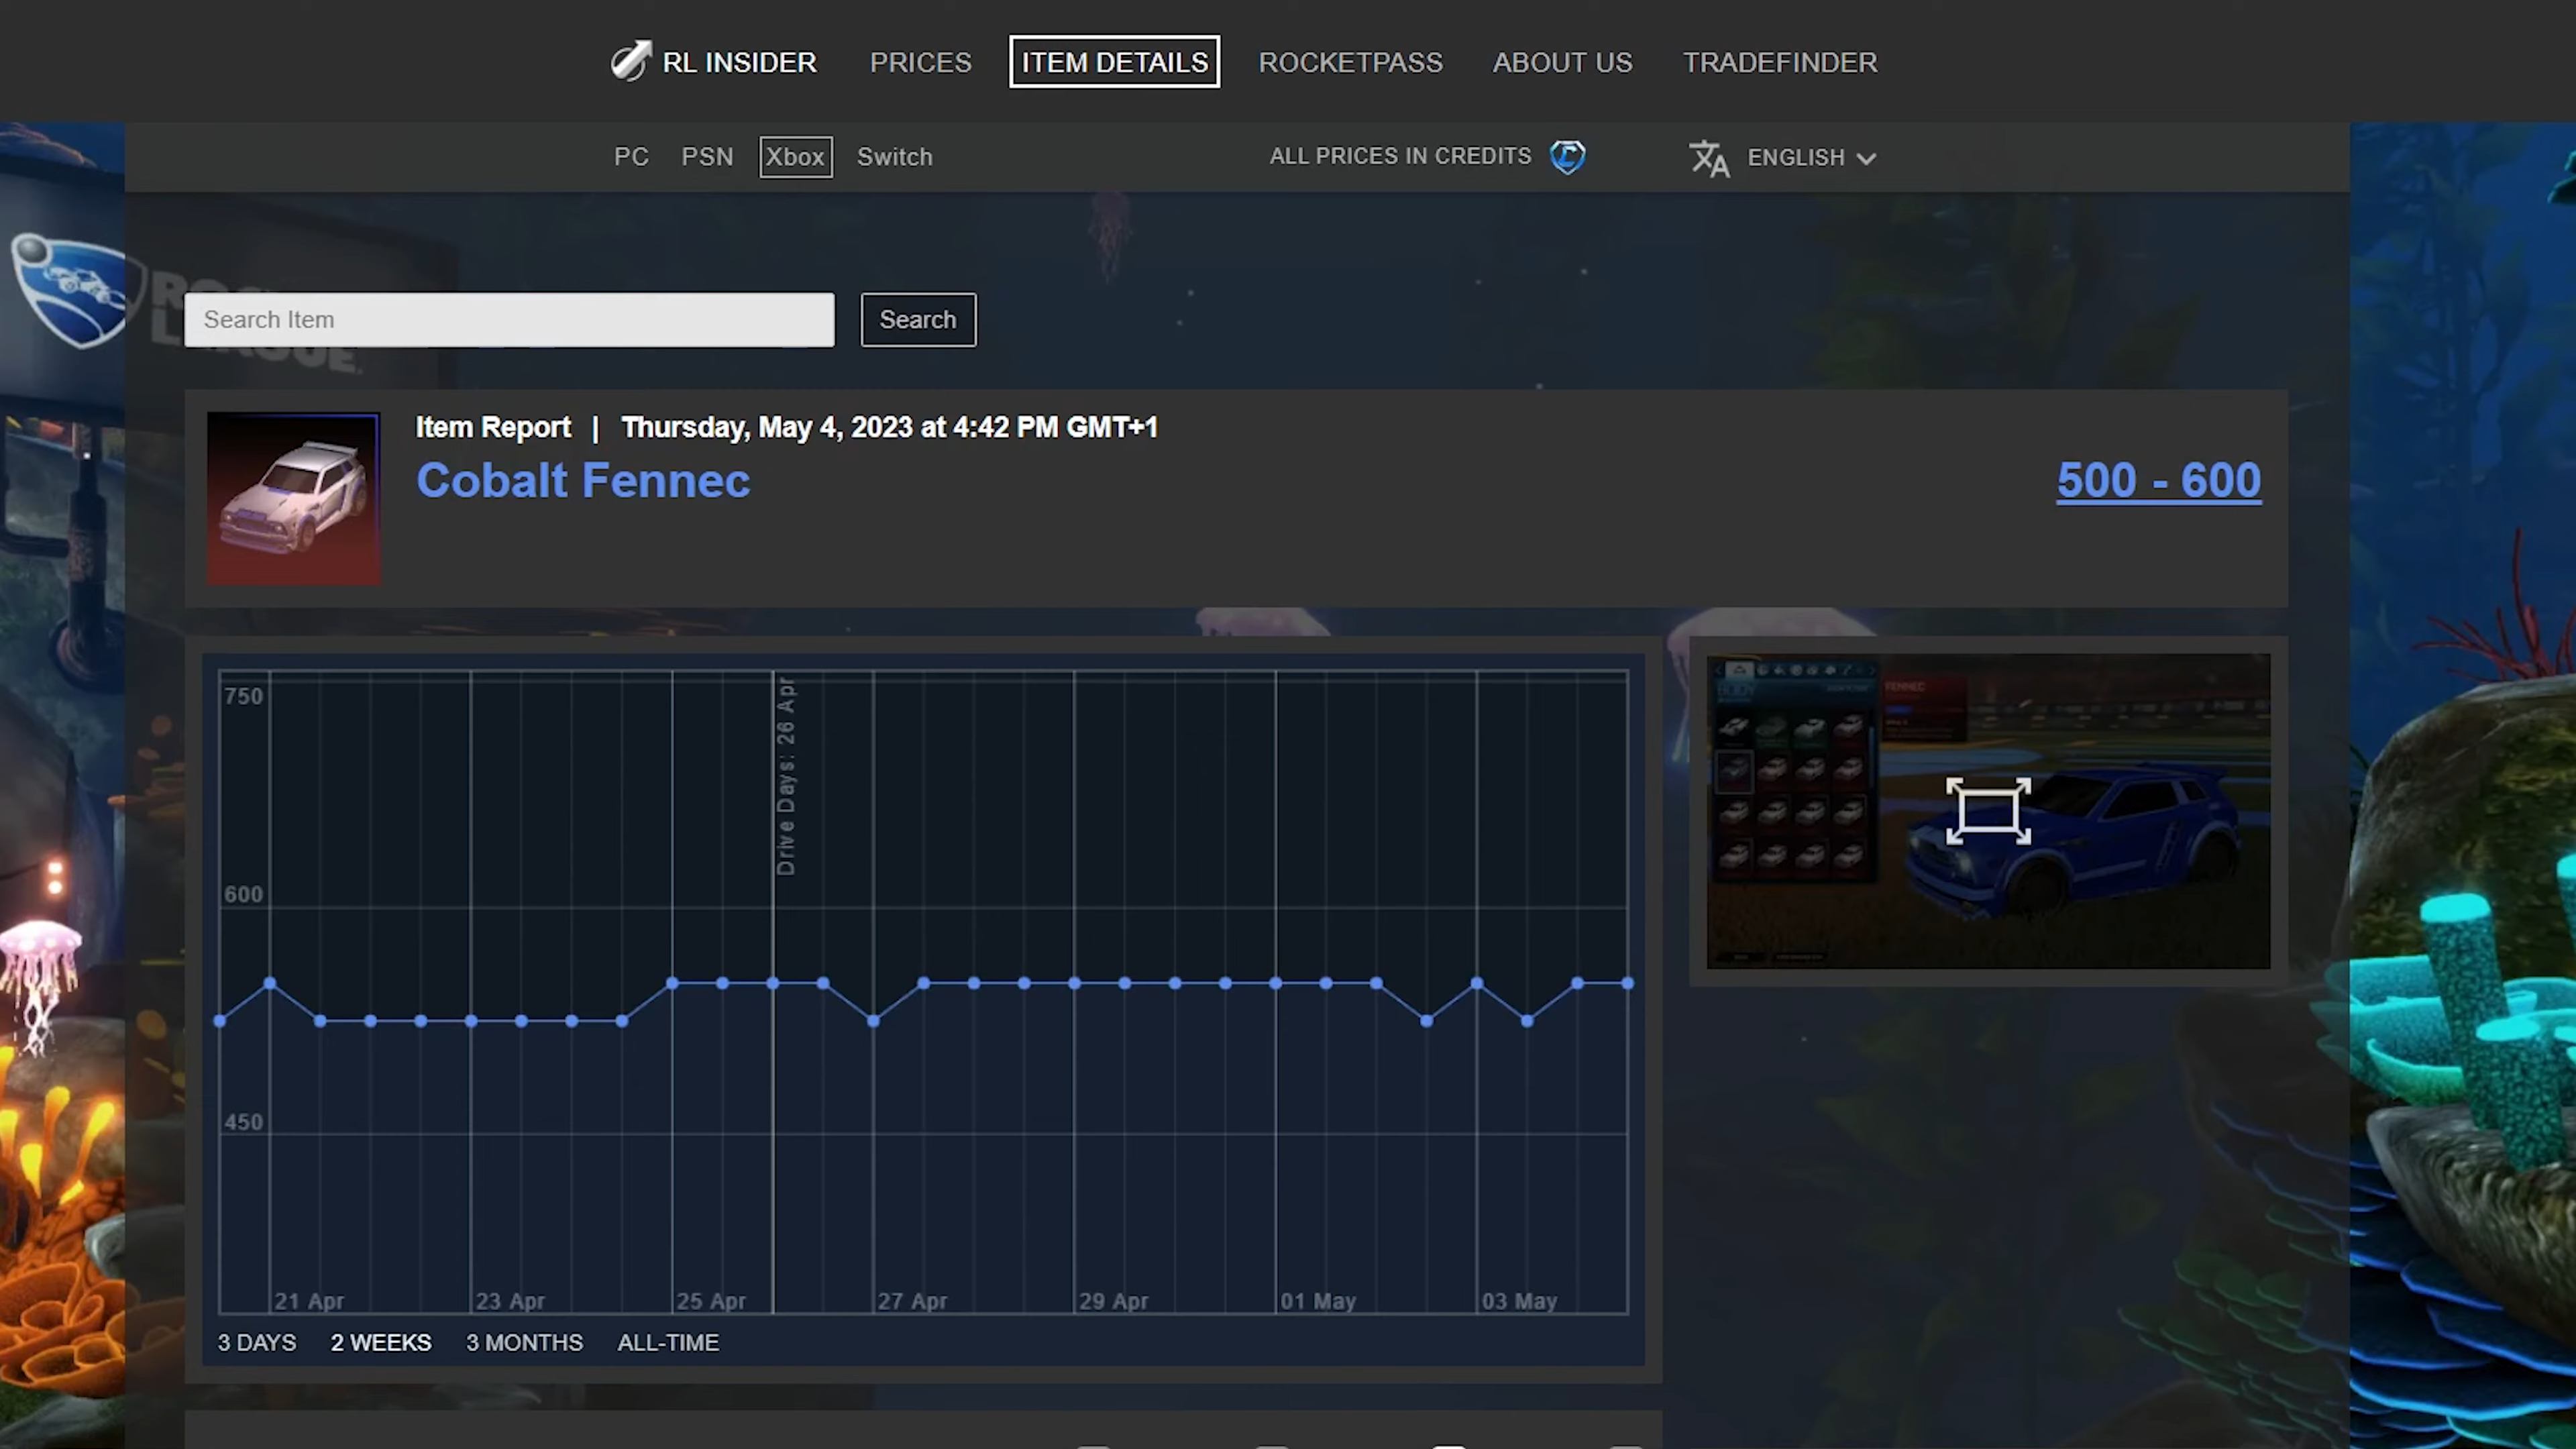 RL INSIDER PRICES ITEM DETAILS ROCKETPASS ABOUT US TRADEFINDER
PC PSN Xbox Switch ALL PRICES IN CREDITS ENGLISH
Search Item Search
Item Report | Thursday, May 4, 2023 at 4:42 PM GMT+1
Cobalt Fennec 500 - 600
750
Drive Days: 26 Apr
600
450
21 Apr 23 Apr 25 Apr 27 Apr 29 Apr 01 May 03 May
3 DAYS 2 WEEKS 3 MONTHS ALL-TIME
FENNEC